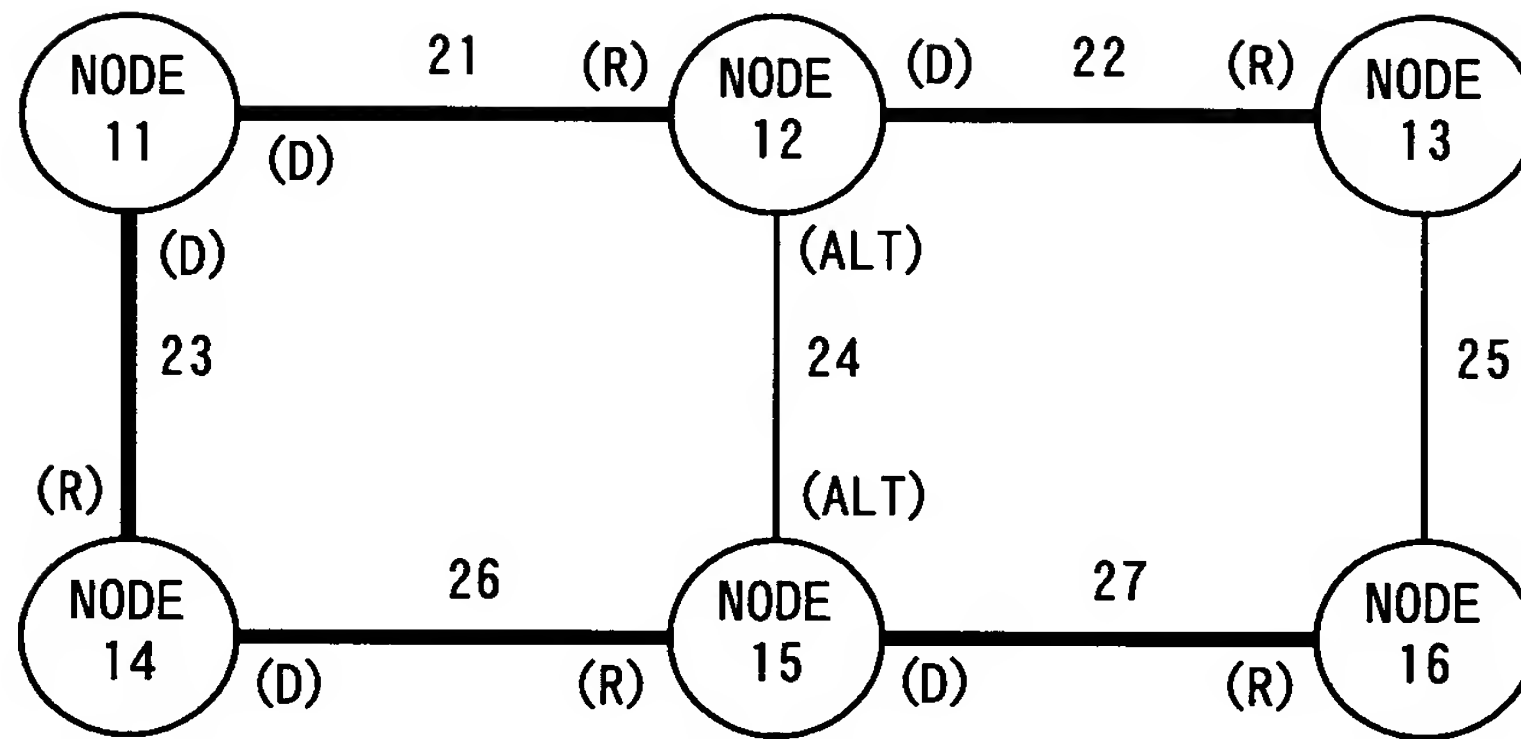 NODE
11
21
(R)
(D)
NODE
12
(D)
22
(R)
NODE
13
(D)
23
(R)
(ALT)
24
(ALT)
25
NODE
14
26
(D)
(R)
NODE
15
27
(D)
(R)
NODE
16